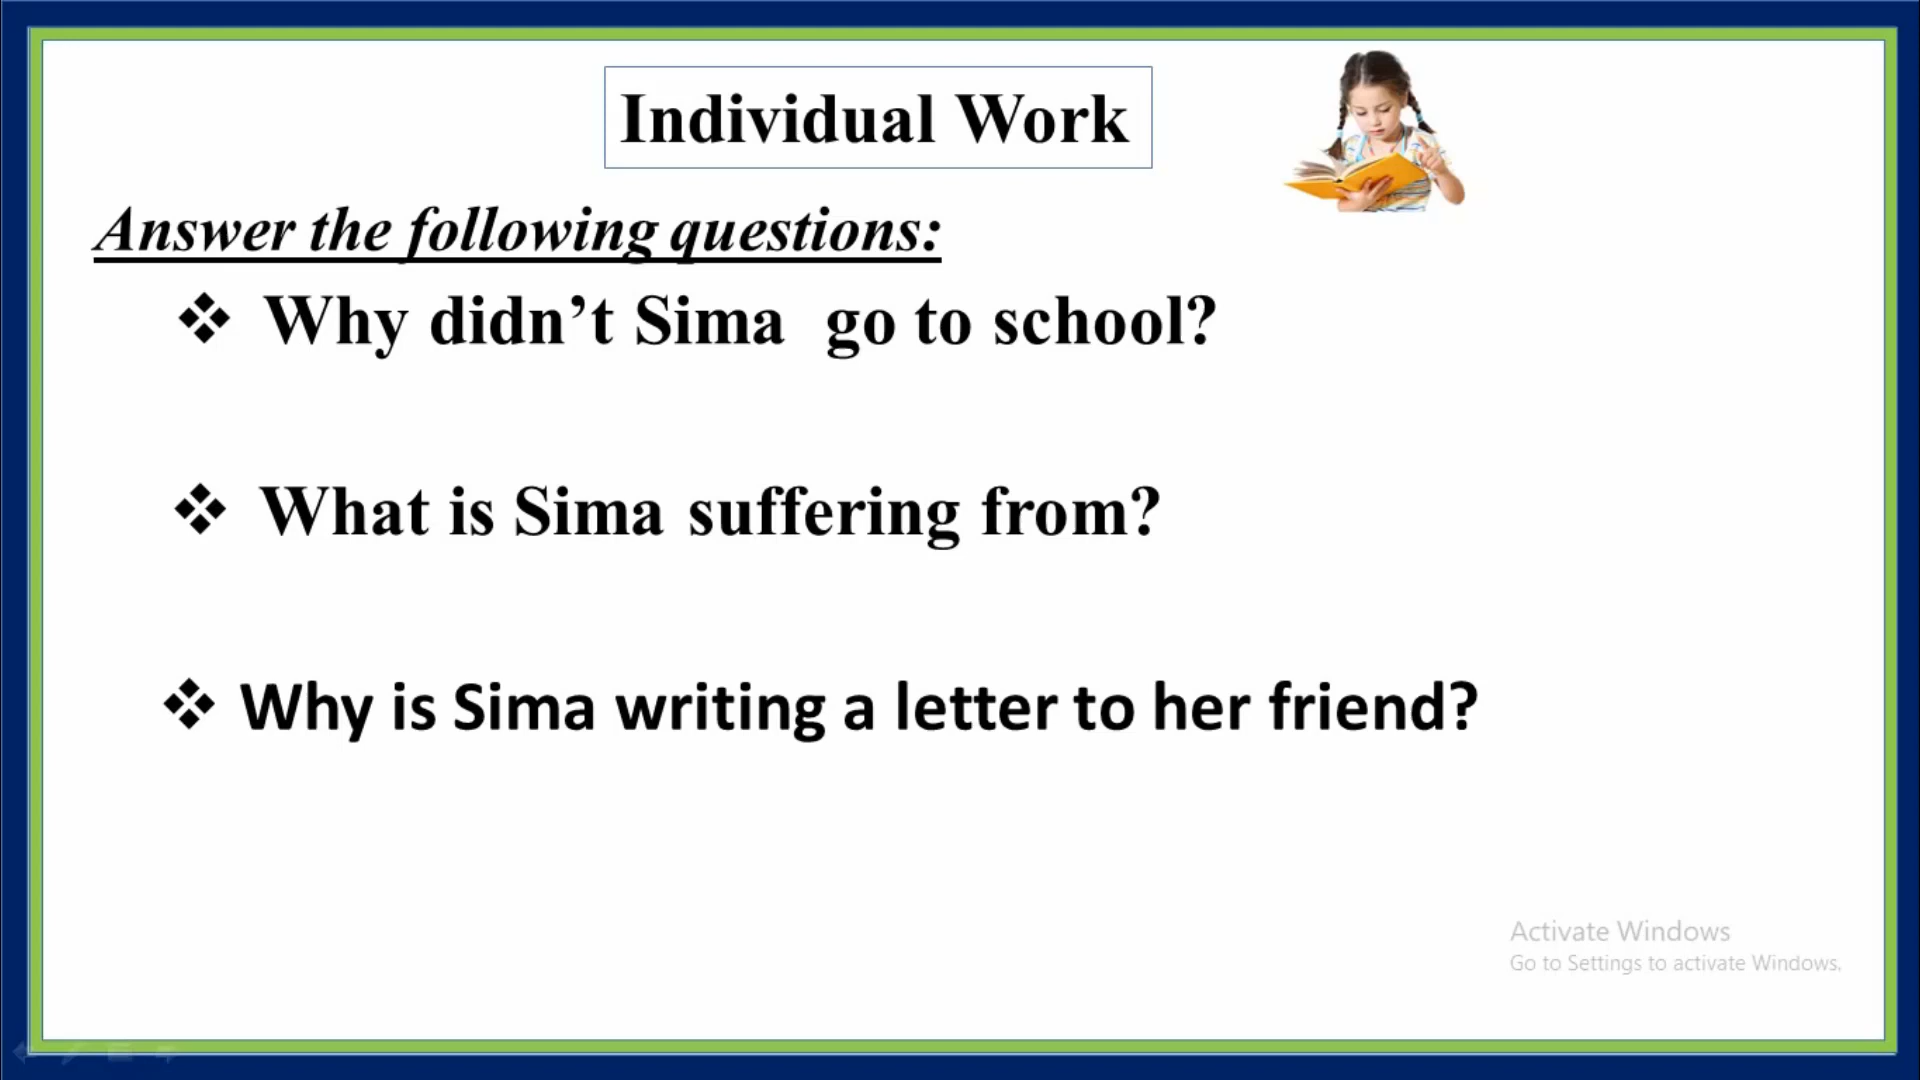 Individual Work
Answer the following questions:
❖ Why didn’t Sima go to school?
❖ What is Sima suffering from?
❖ Why is Sima writing a letter to her friend?
Activate Windows
Go to Settings to activate Windows.